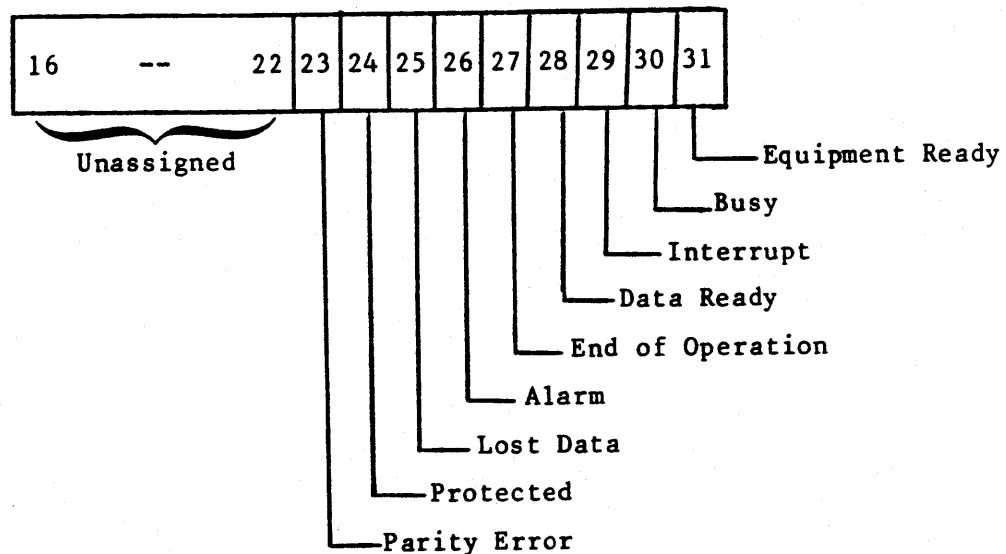 16 -- 22 23 24 25 26 27 28 29 30 31
Unassigned
Equipment Ready
Busy
Interrupt
Data Ready
End of Operation
Alarm
Lost Data
Protected
Parity Error